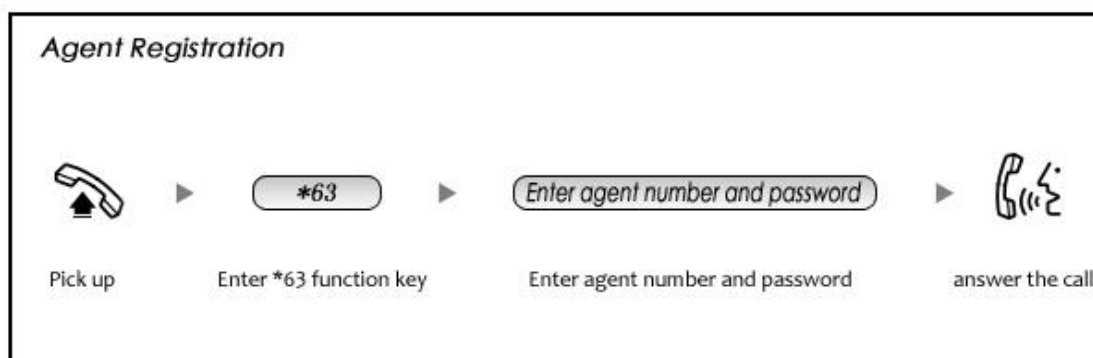 Agent Registration
*63
Enter agent number and password
Pick up
Enter *63 function key
Enter agent number and password
answer the call